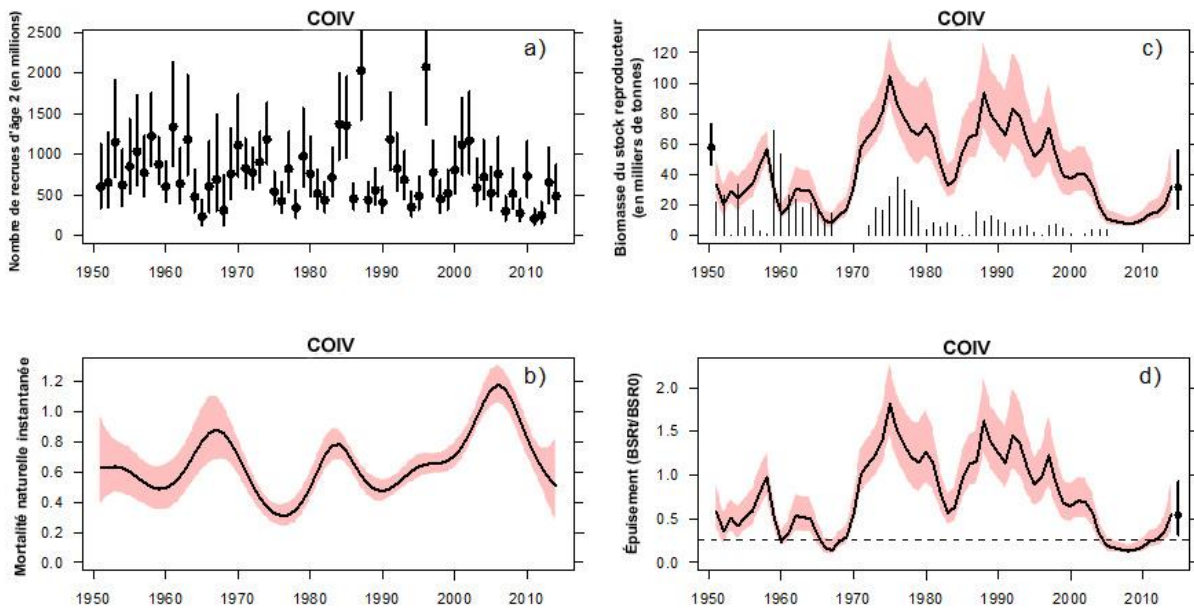 COIV
a)
Nombre de recrues d'âge 2 (en millions)
2500
2000
1500
1000
500
0
1950 1960 1970 1980 1990 2000 2010
COIV
c)
Biomasse du stock reproducteur
(en milliers de tonnes)
120
100
80
60
40
20
0
1950 1960 1970 1980 1990 2000 2010
COIV
b)
Mortalité naturelle instantanée
1.2
1.0
0.8
0.6
0.4
0.2
0.0
1950 1960 1970 1980 1990 2000 2010
COIV
d)
Épuisement (BSRt/BSR0)
2.0
1.5
1.0
0.5
0.0
1950 1960 1970 1980 1990 2000 2010